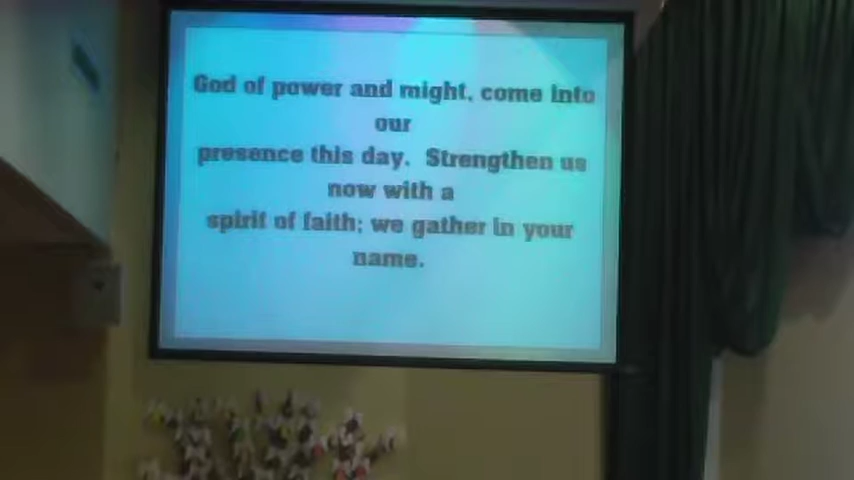 God of power and might, come into
our
presence this day. Strengthen us
now with a
spirit of faith; we gather in your
name.